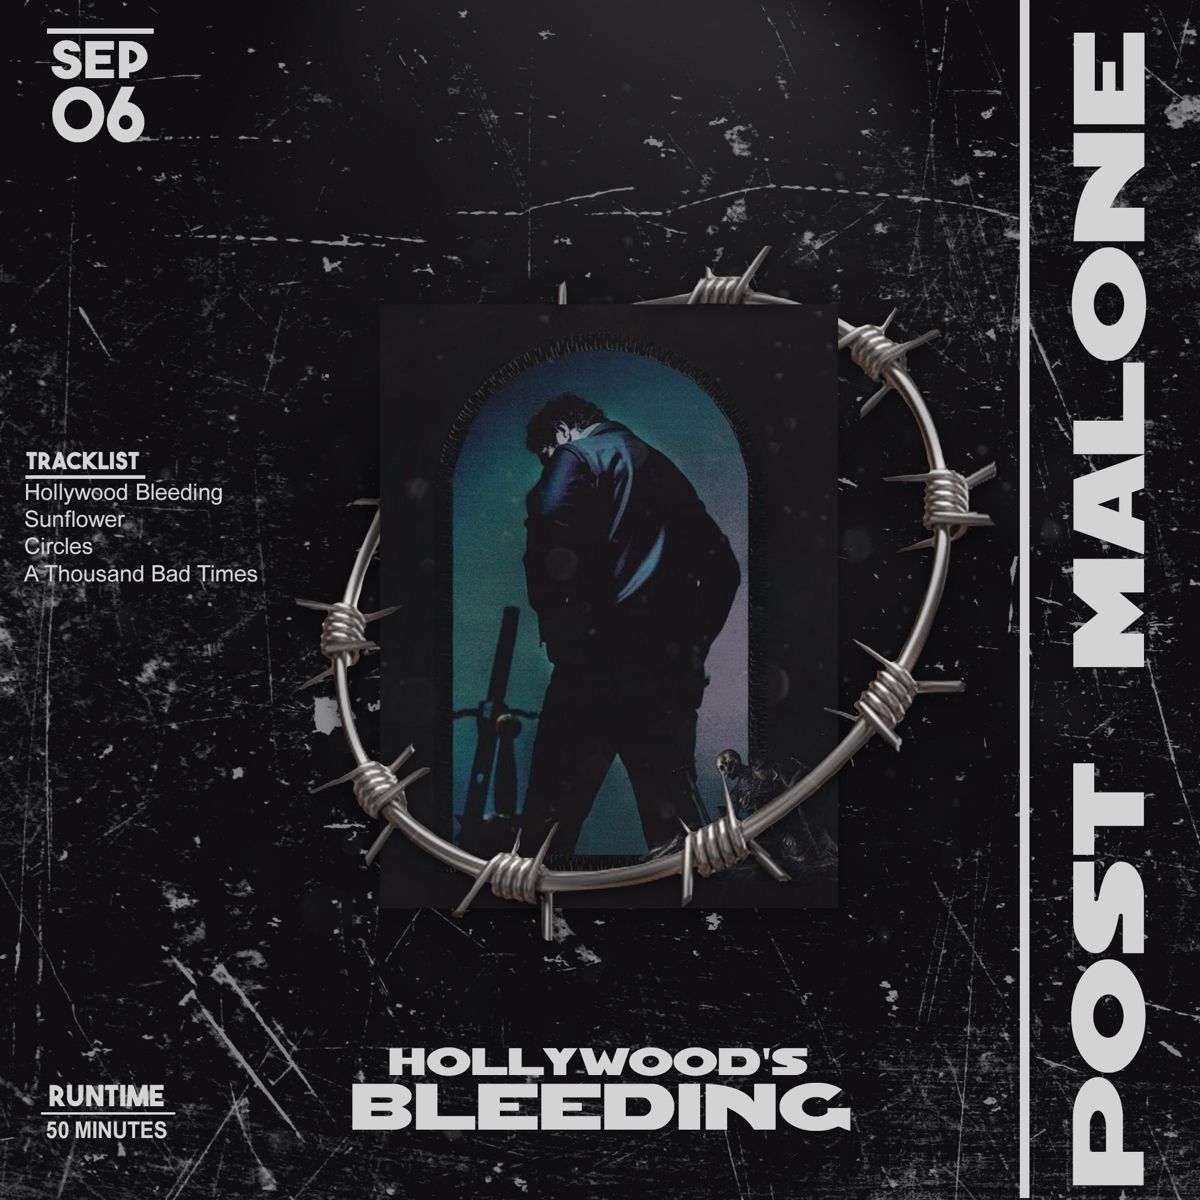 SEP
06
TRACKLIST
Hollywood Bleeding
Sunflower
Circles
A Thousand Bad Times
RUNTIME
50 MINUTES
HOLLYWOOD'S
BLEEDING
POST MALONE